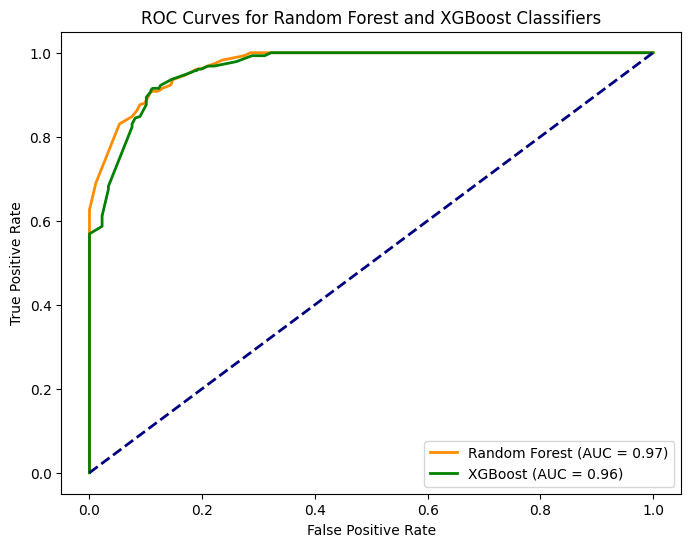 ROC Curves for Random Forest and XGBoost Classifiers
1.0
0.8
0.6
0.4
0.2
0.0
True Positive Rate
Random Forest (AUC = 0.97)
XGBoost (AUC = 0.96)
0.0 0.2 0.4 0.6 0.8 1.0
False Positive Rate